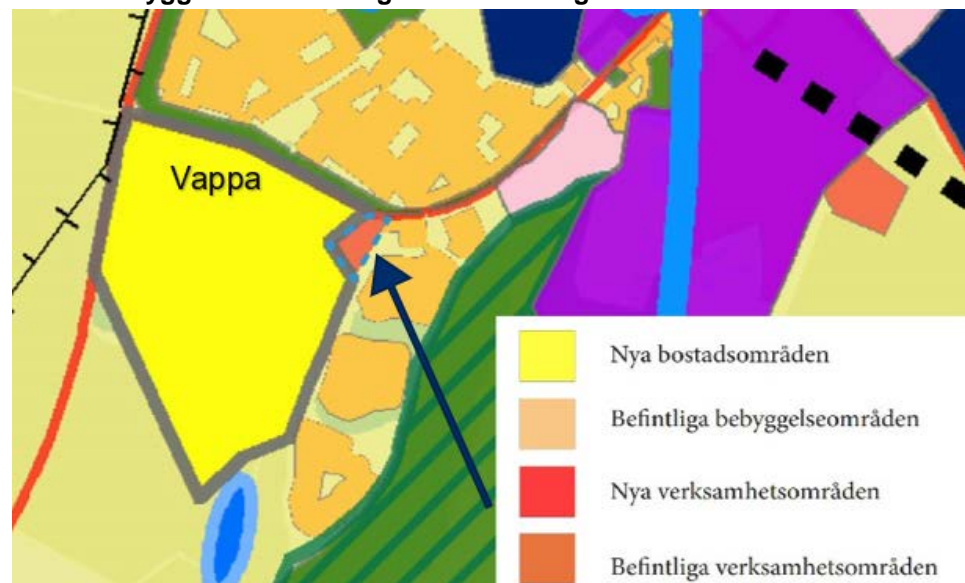 Vappa
Nya bostadsområden
Befintliga bebyggelseområden
Nya verksamhetsområden
Befintliga verksamhetsområden